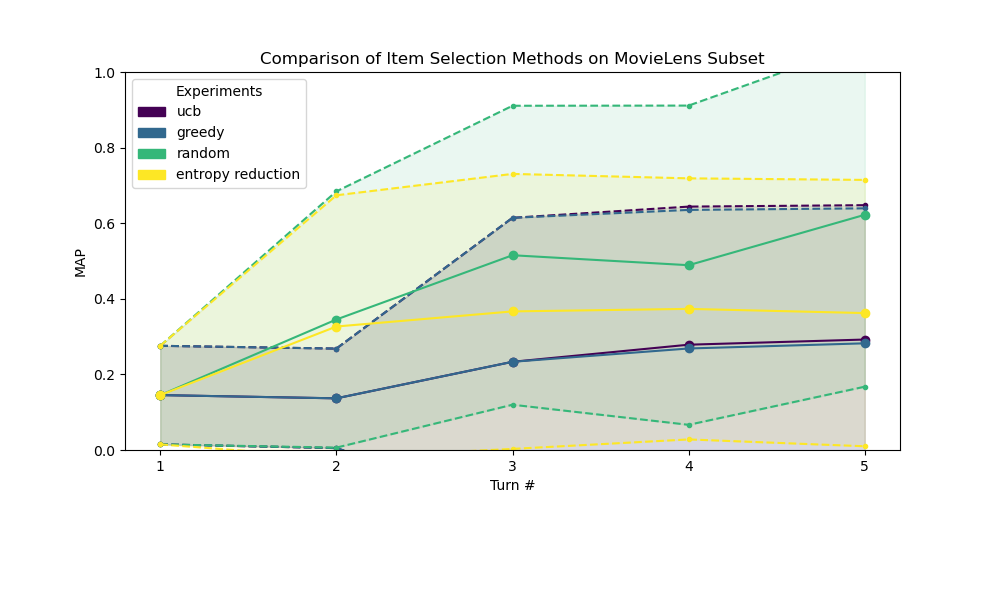 Comparison of Item Selection Methods on MovieLens Subset
1.0
0.8
0.6
0.4
0.2
0.0
MAP
Experiments
ucb
greedy
random
entropy reduction
1 2 3 4 5
Turn #